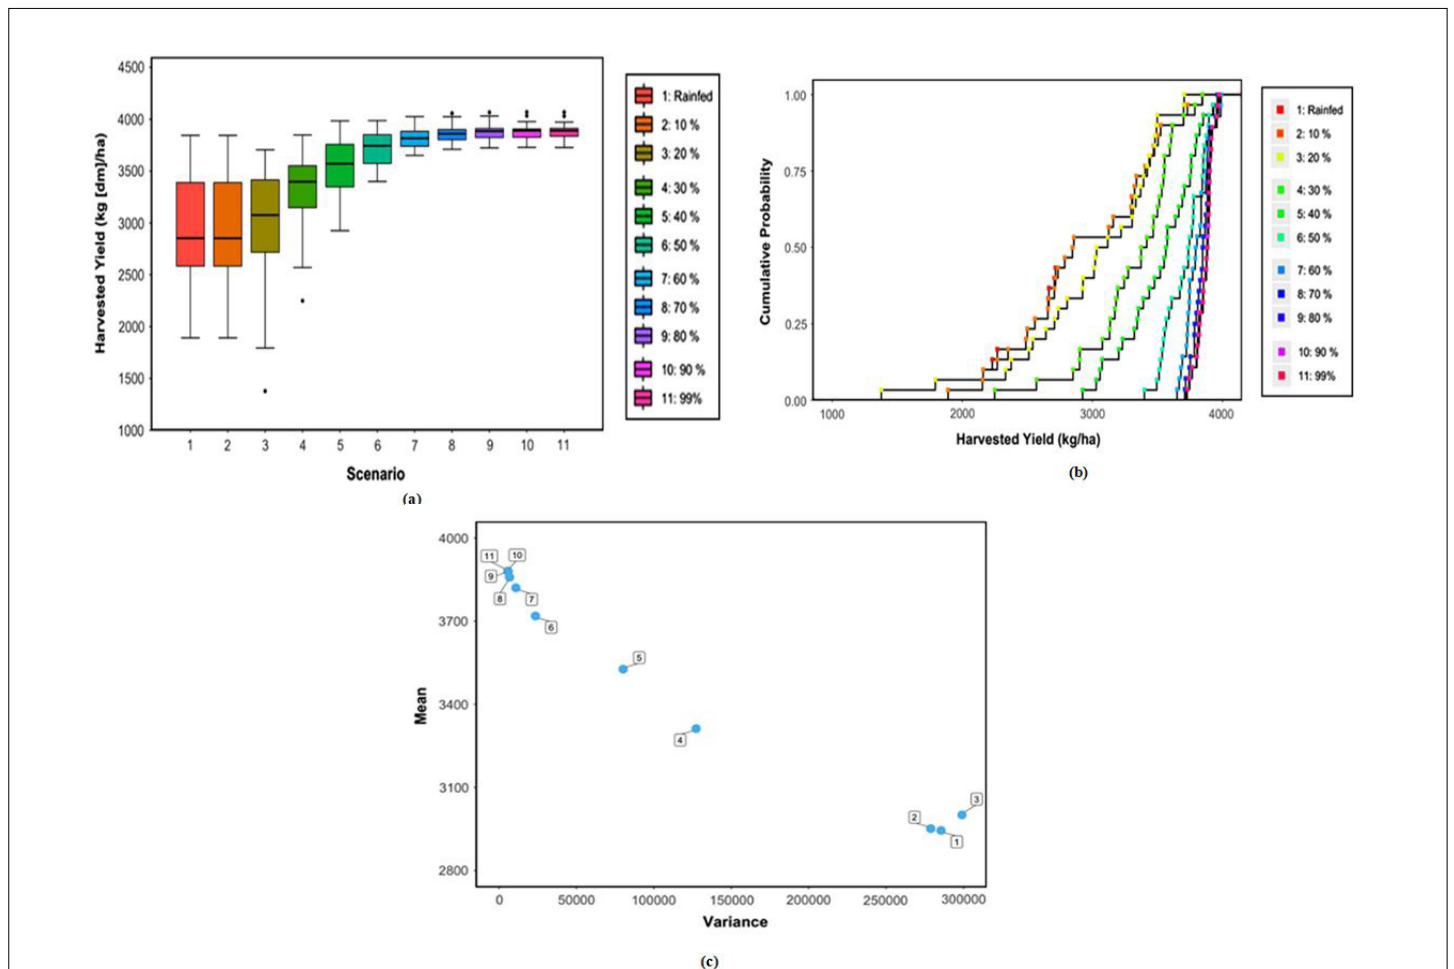 4500
4000
3500
3000
2500
2000
1500
1000
Harvested Yield (kg [dm]/ha)
1 2 3 4 5 6 7 8 9 10 11
Scenario
(a)
1: Rainfed
2: 10 %
3: 20%
4: 30%
5: 40%
6: 50%
7: 60%
8: 70%
9: 80%
10: 90 %
11: 99%
1.00
0.75
0.50
0.25
0.00
Cumulative Probability
1000 2000 3000 4000
Harvested Yield (kg/ha)
(b)
1: Rainfed
2: 10 %
3: 20%
4: 30%
5: 40%
6: 50%
7: 60%
8: 70%
9: 80%
10: 90%
11: 99%
4000
3700
3400
3100
2800
Mean
11
10
9
8
7
6
5
4
3
2
1
0 50000 100000 150000 200000 250000 300000
Variance
(c)